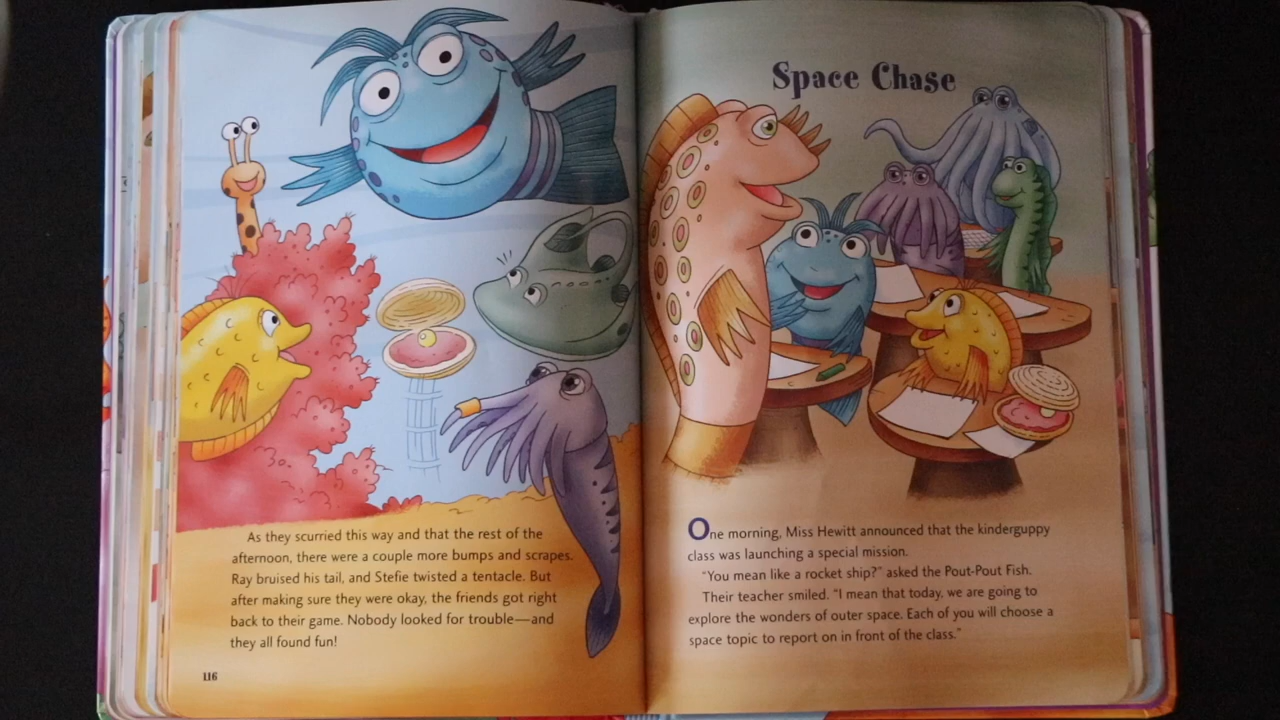 As they scurried this way and that the rest of the
afternoon, there were a couple more bumps and scrapes.
Ray bruised his tail, and Stefie twisted a tentacle. But
after making sure they were okay, the friends got right
back to their game. Nobody looked for trouble—and
they all found fun!
116
Space Chase
One morning, Miss Hewitt announced that the kinderguppy
class was launching a special mission.
"You mean like a rocket ship?" asked the Pout-Pout Fish.
Their teacher smiled. "I mean that today, we are going to
explore the wonders of outer space. Each of you will choose a
space topic to report on in front of the class."